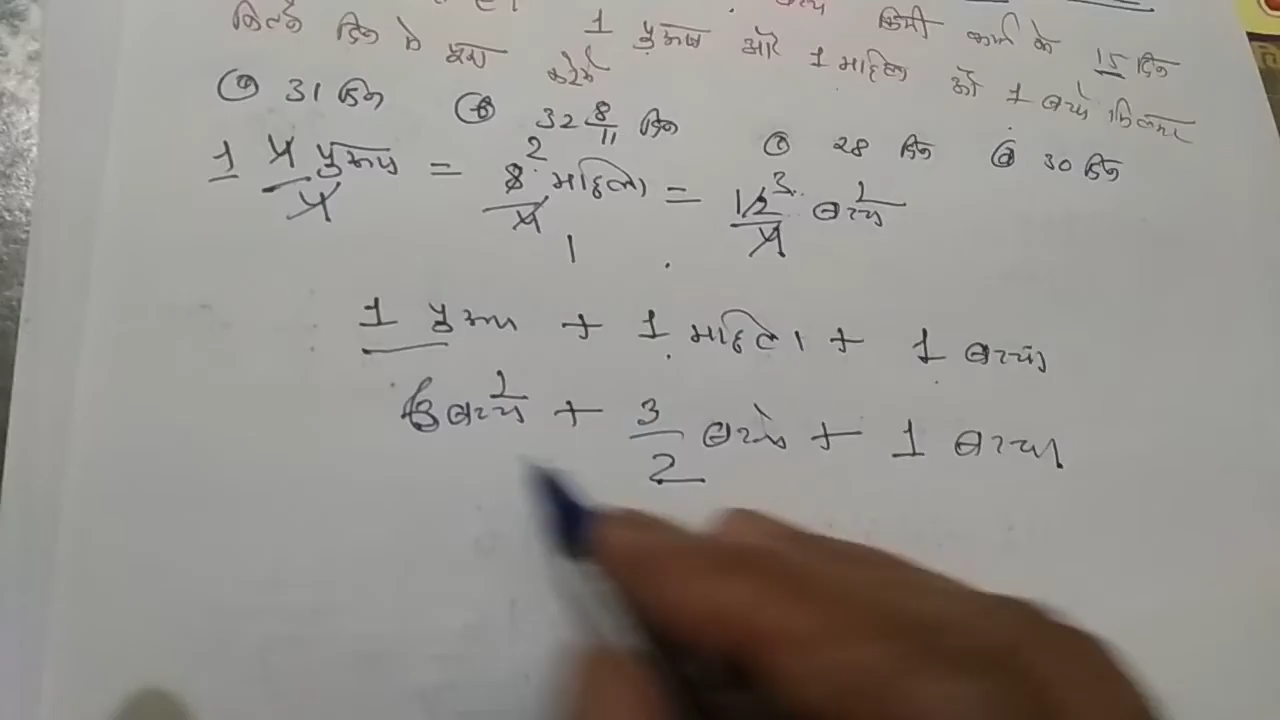 किसी कार्य के 15 दिन
कितने दिन मे पूरा करेंगे 1 पुरूष और 1 महिला और 1 बच्चे मिलकर
31 दिन 32 8/11 दिन 28 दिन 30 दिन
1 4/4 पुरूष = 8/4 2 महिला = 12/4 3 बच्चे
1
1 पुरूष + 1 महिला + 1 बच्चा
3 बच्चे + 3/2 बच्चे + 1 बच्चा